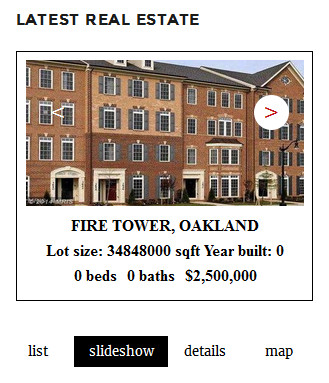 LATEST REAL ESTATE
< >
FIRE TOWER, OAKLAND
Lot size: 34848000 sqft Year built: 0
0 beds 0 baths $2,500,000
list slideshow details map